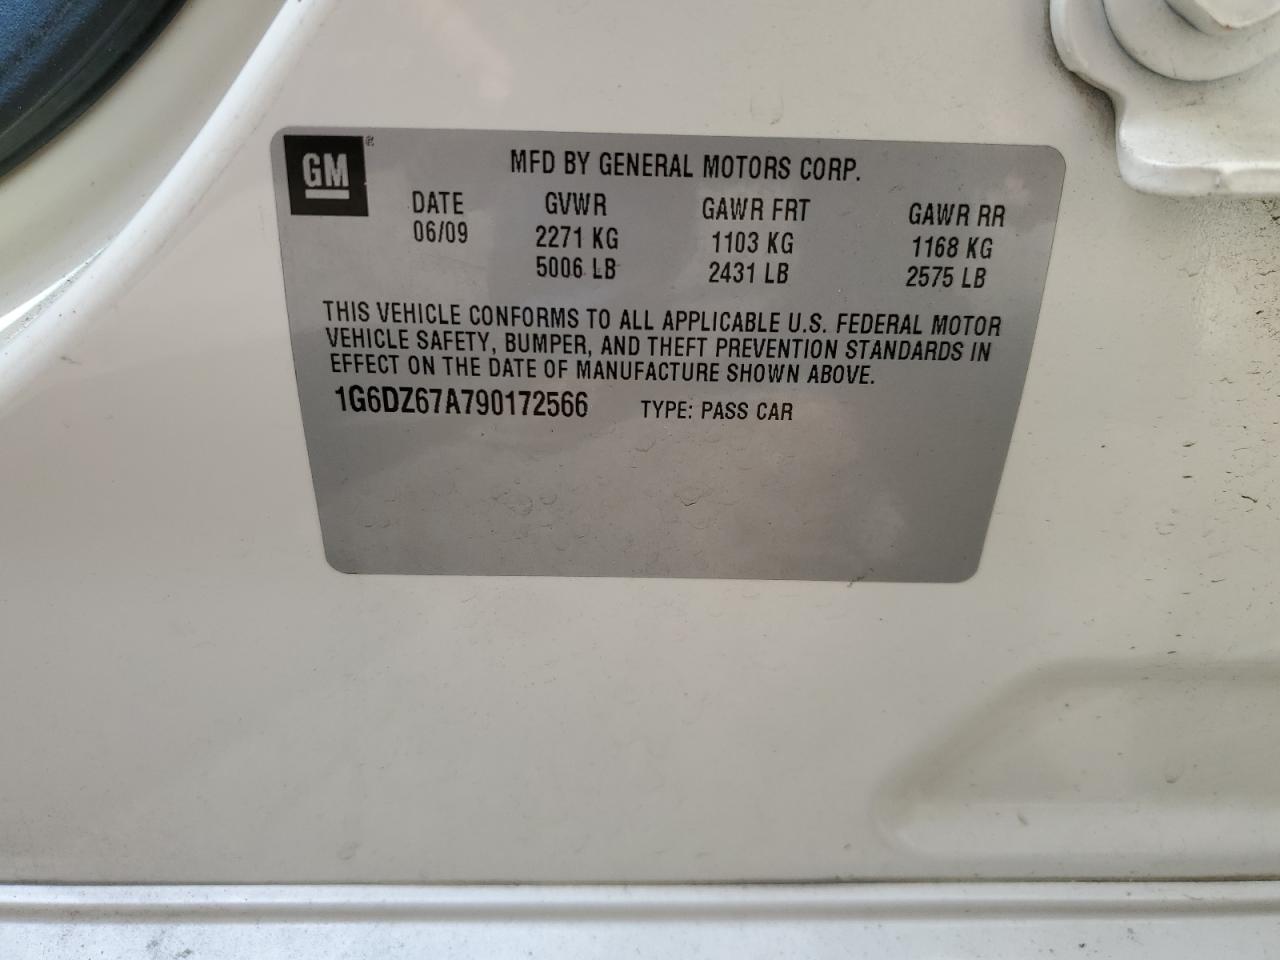 GM®
MFD BY GENERAL MOTORS CORP.
DATE GVWR GAWR FRT GAWR RR
06/09 2271 KG 1103 KG 1168 KG
5006 LB 2431 LB 2575 LB
THIS VEHICLE CONFORMS TO ALL APPLICABLE U.S. FEDERAL MOTOR
VEHICLE SAFETY, BUMPER, AND THEFT PREVENTION STANDARDS IN
EFFECT ON THE DATE OF MANUFACTURE SHOWN ABOVE.
1G6DZ67A790172566 TYPE: PASS CAR